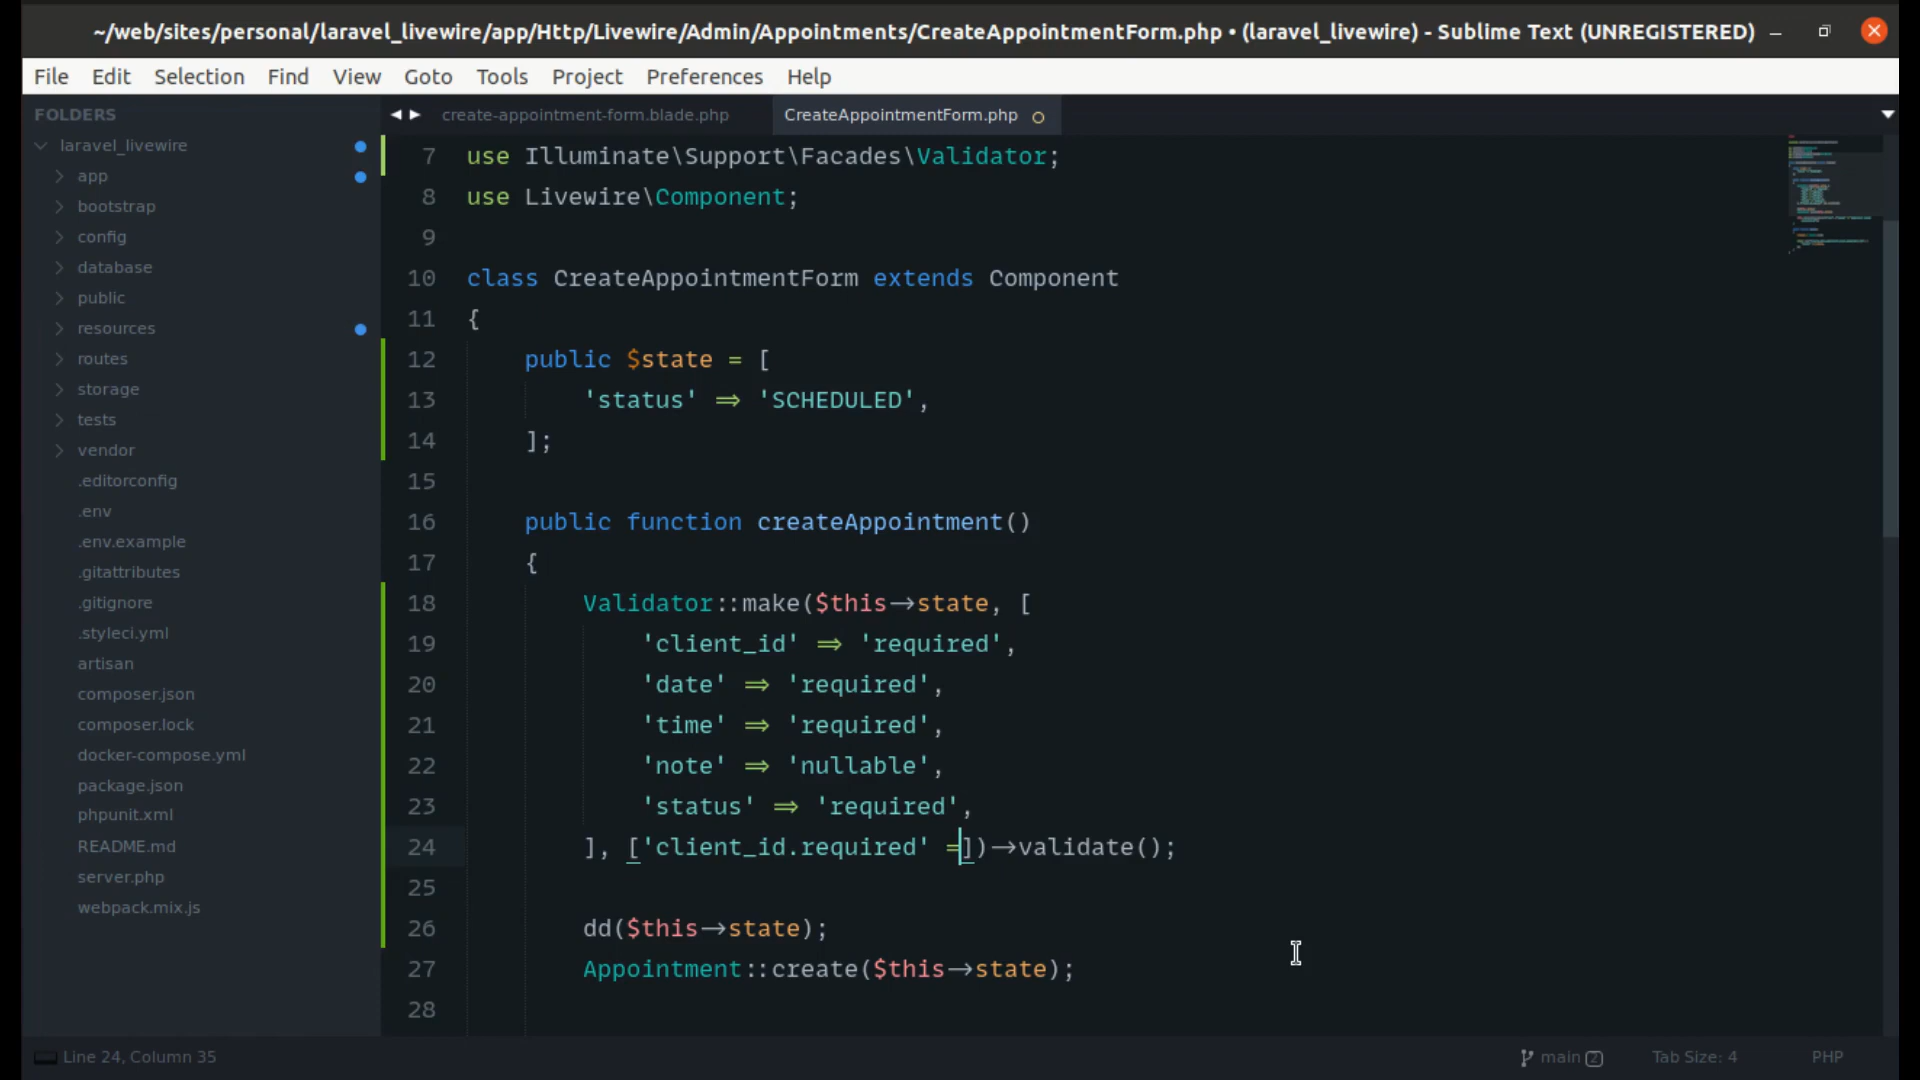 ~/web/sites/personal/laravel_livewire/app/Http/Livewire/Admin/Appointments/CreateAppointmentForm.php • (laravel_livewire) - Sublime Text (UNREGISTERED)
File Edit Selection Find View Goto Tools Project Preferences Help
FOLDERS
laravel_livewire
app
bootstrap
config
database
public
resources
routes
storage
tests
vendor
.editorconfig
.env
.env.example
.gitattributes
.gitignore
.styleci.yml
artisan
composer.json
composer.lock
docker-compose.yml
package.json
phpunit.xml
README.md
server.php
webpack.mix.js
create-appointment-form.blade.php CreateAppointmentForm.php
7 use Illuminate\Support\Facades\Validator;
8 use Livewire\Component;
9
10 class CreateAppointmentForm extends Component
11 {
12 public $state = [
13 'status' => 'SCHEDULED',
14 ];
15
16 public function createAppointment()
17 {
18 Validator::make($this->state, [
19 'client_id' => 'required',
20 'date' => 'required',
21 'time' => 'required',
22 'note' => 'nullable',
23 'status' => 'required',
24 ], ['client_id.required' =])->validate();
25
26 dd($this->state);
27 Appointment::create($this->state);
28
Line 24, Column 35 main 2 Tab Size: 4 PHP